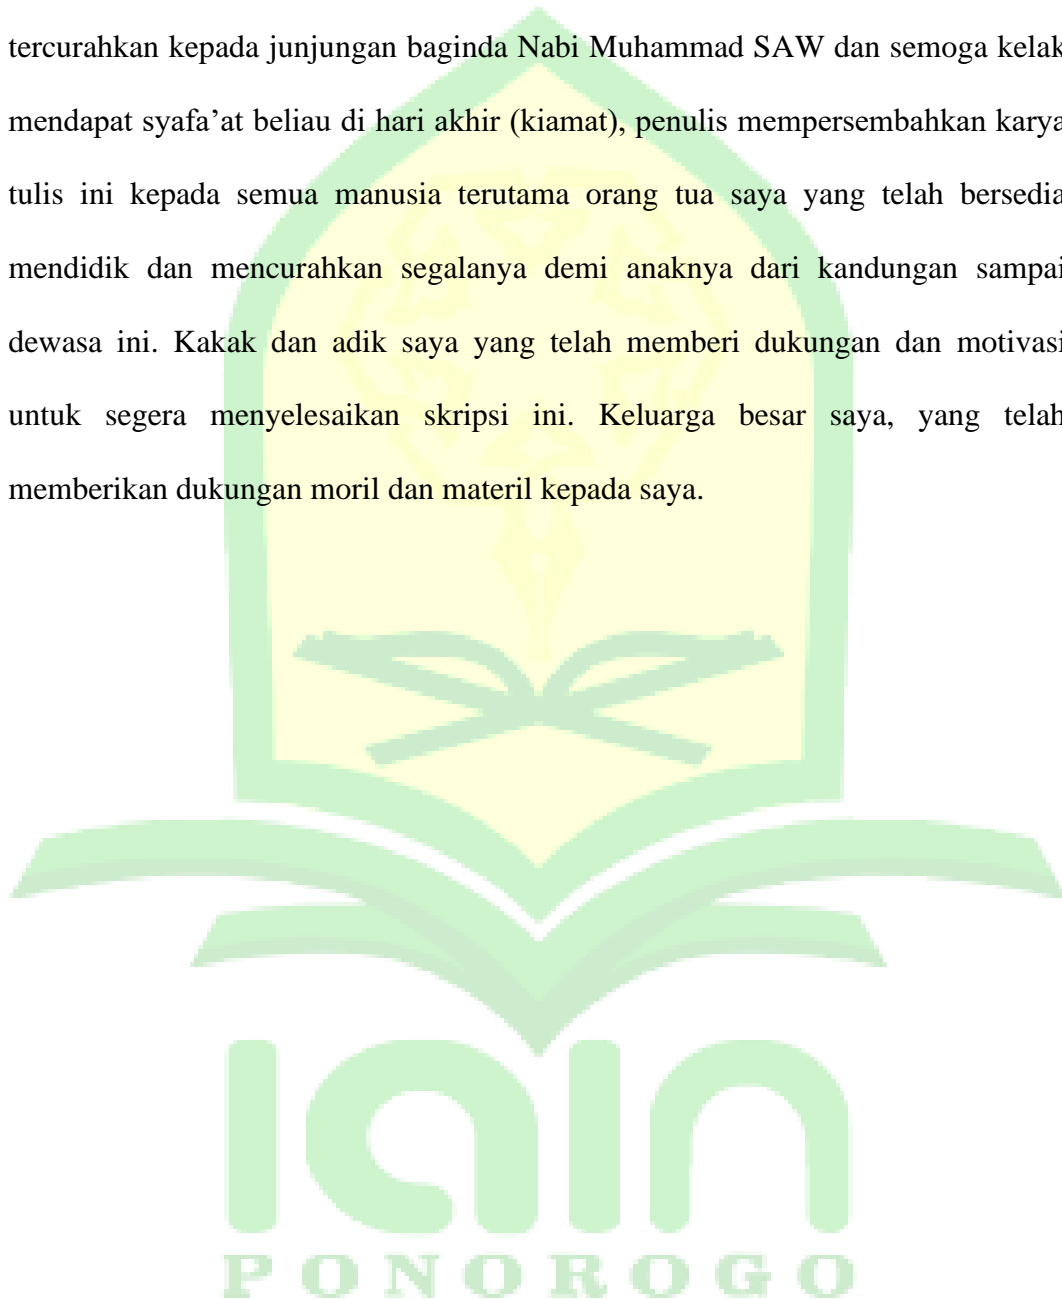 tercurahkan kepada junjungan baginda Nabi Muhammad SAW dan semoga kelak
mendapat syafa’at beliau di hari akhir (kiamat), penulis mempersembahkan karya
tulis ini kepada semua manusia terutama orang tua saya yang telah bersedia
mendidik dan mencurahkan segalanya demi anaknya dari kandungan sampai
dewasa ini. Kakak dan adik saya yang telah memberi dukungan dan motivasi
untuk segera menyelesaikan skripsi ini. Keluarga besar saya, yang telah
memberikan dukungan moril dan materil kepada saya.
iain
PONOROGO